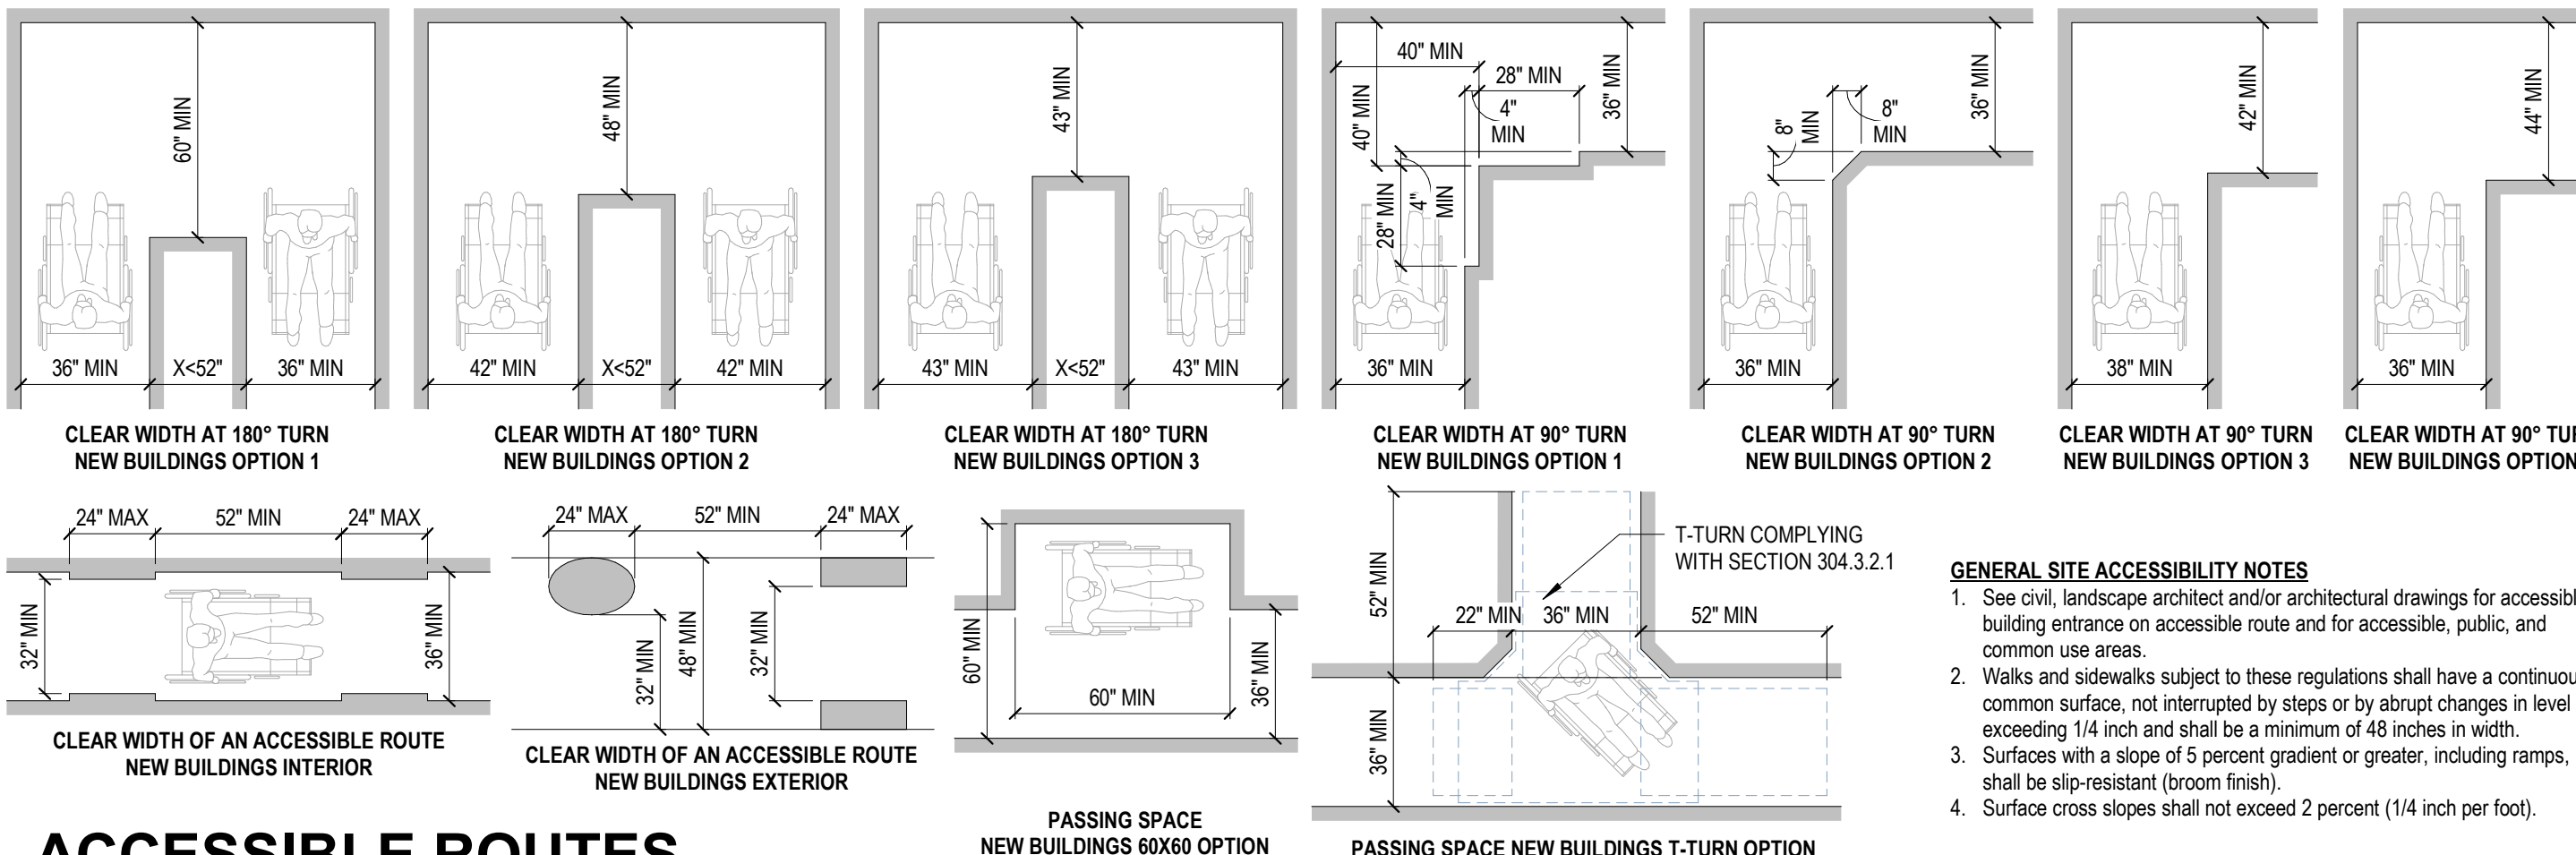 60" MIN
36" MIN
X<52"
36" MIN
CLEAR WIDTH AT 180° TURN
NEW BUILDINGS OPTION 1
48" MIN
42" MIN
X<52"
42" MIN
CLEAR WIDTH AT 180° TURN
NEW BUILDINGS OPTION 2
43" MIN
43" MIN
X<52"
43" MIN
CLEAR WIDTH AT 180° TURN
NEW BUILDINGS OPTION 3
40" MIN
28" MIN
4"
MIN
36" MIN
40" MIN
28" MIN
4"
MIN
36" MIN
CLEAR WIDTH AT 90° TURN
NEW BUILDINGS OPTION 1
8"
MIN
8"
MIN
36" MIN
36" MIN
CLEAR WIDTH AT 90° TURN
NEW BUILDINGS OPTION 2
42" MIN
38" MIN
CLEAR WIDTH AT 90° TURN
NEW BUILDINGS OPTION 3
44" MIN
36" MIN
CLEAR WIDTH AT 90°
NEW BUILDINGS OPTION
24" MAX
52" MIN
24" MAX
32" MIN
36" MIN
CLEAR WIDTH OF AN ACCESSIBLE ROUTE
NEW BUILDINGS INTERIOR
24" MAX
52" MIN
24" MAX
32" MIN
48" MIN
32" MIN
CLEAR WIDTH OF AN ACCESSIBLE ROUTE
NEW BUILDINGS EXTERIOR
60" MIN
60" MIN
36" MIN
PASSING SPACE
NEW BUILDINGS 60X60 OPTION
T-TURN COMPLYING
WITH SECTION 304.3.2.1
52" MIN
22" MIN
36" MIN
52" MIN
36" MIN
PASSING SPACE NEW BUILDINGS T-TURN OPTION
GENERAL SITE ACCESSIBILITY NOTES
1. See civil, landscape architect and/or architectural drawings for
building entrance on accessible route and for accessible, public, and
common use areas.
2. Walks and sidewalks subject to these regulations shall have a
common surface, not interrupted by steps or by abrupt changes in level
exceeding 1/4 inch and shall be a minimum of 48 inches in width.
3. Surfaces with a slope of 5 percent gradient or greater, including ramps,
shall be slip-resistant (broom finish).
4. Surface cross slopes shall not exceed 2 percent (1/4 inch per foot).
ACCESSIBLE ROUTES